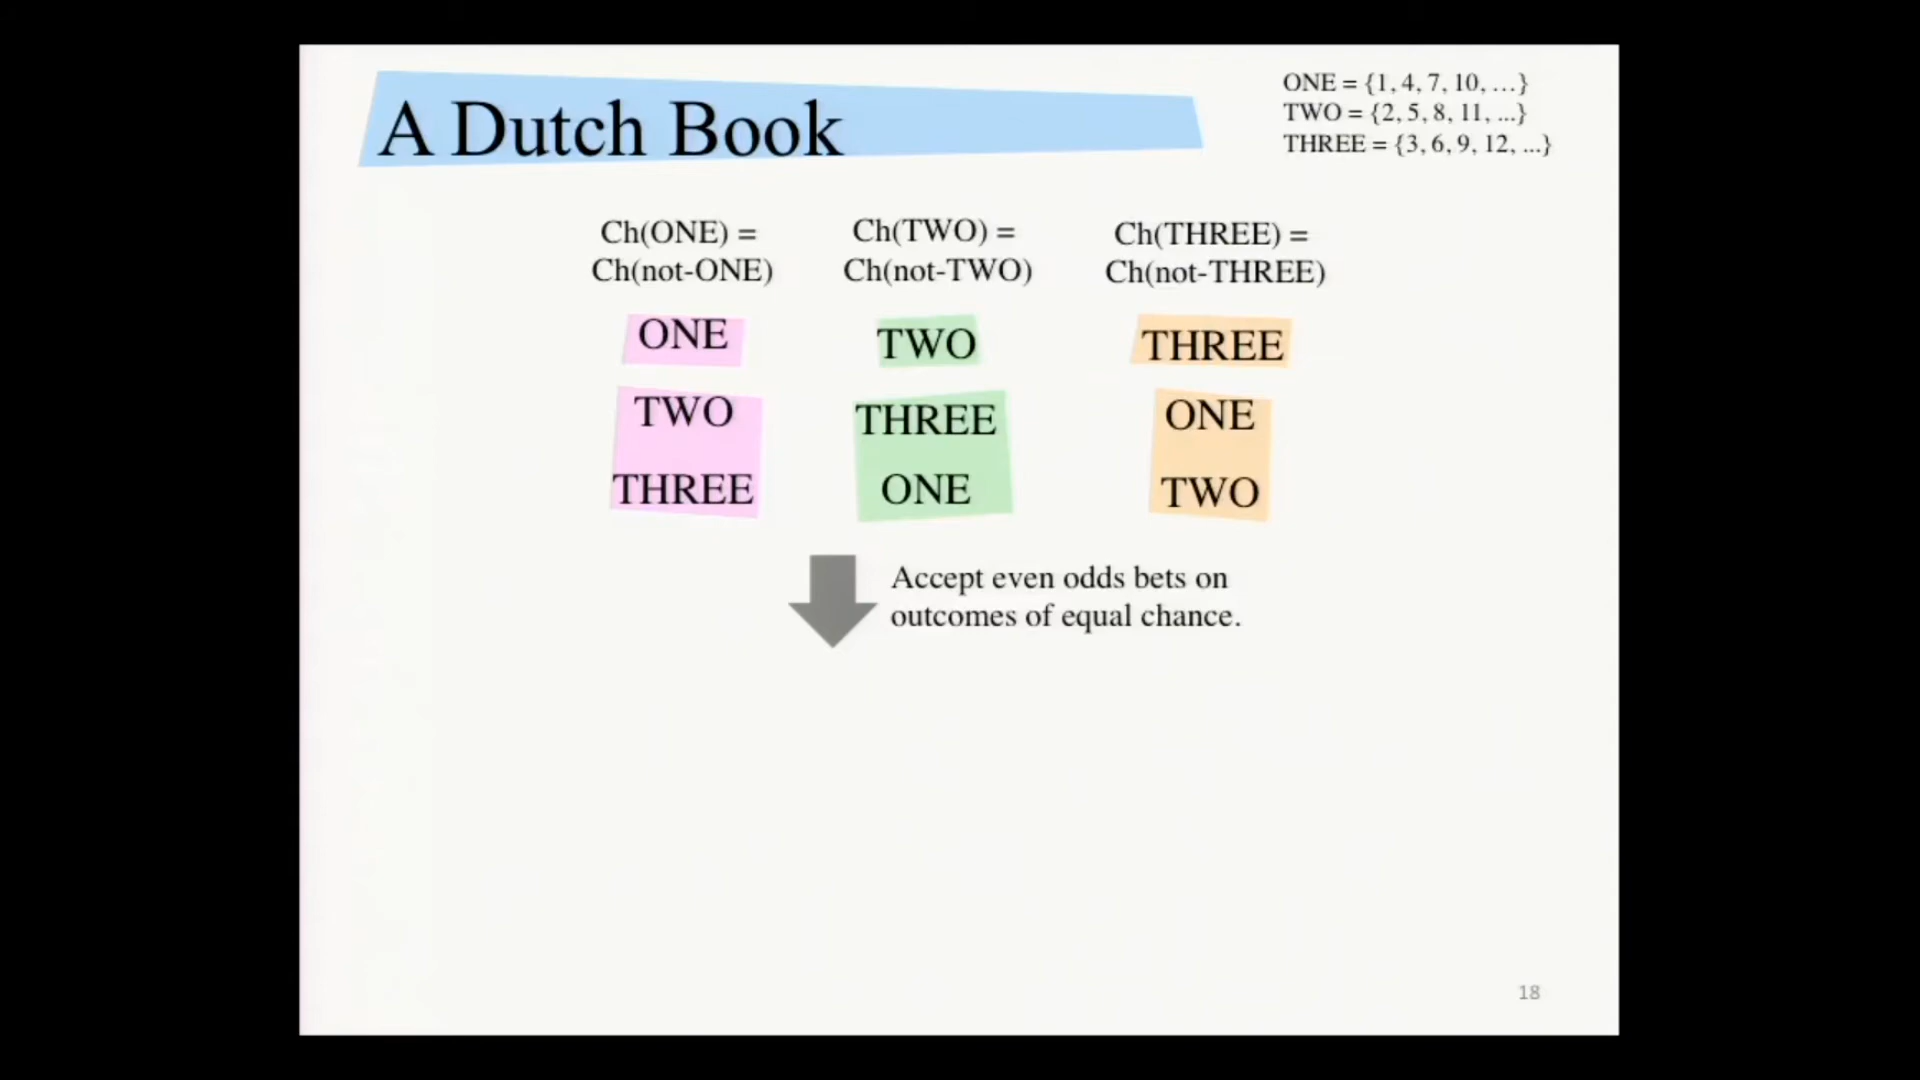 A Dutch Book
ONE = {1, 4, 7, 10, …}
TWO = {2, 5, 8, 11, ...}
THREE = {3, 6, 9, 12, ...}
Ch(ONE) =
Ch(not-ONE)
Ch(TWO) =
Ch(not-TWO)
Ch(THREE) =
Ch(not-THREE)
ONE
TWO
THREE
TWO
THREE
ONE
THREE
ONE
TWO
Accept even odds bets on
outcomes of equal chance.
18